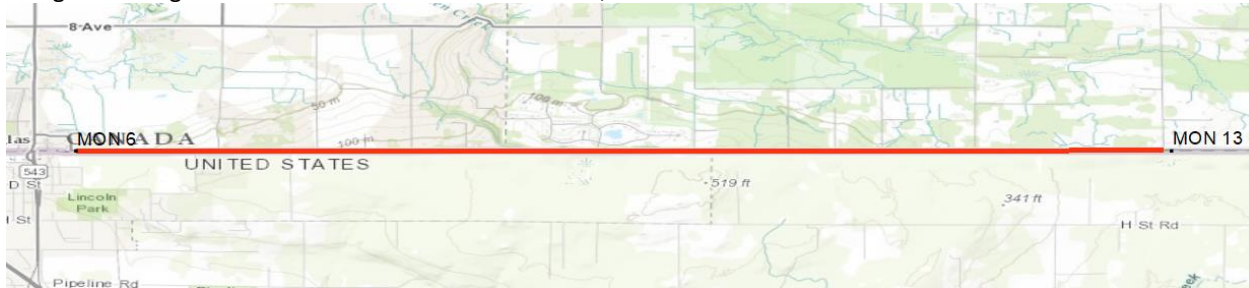 8 Ave
50 m
100 m
100 m
las
CANADA
MON 6
MON 13
UNITED STATES
543
D St
519 ft
Lincoln
Park
341 ft
H St
H St Rd
Pipeline Rd